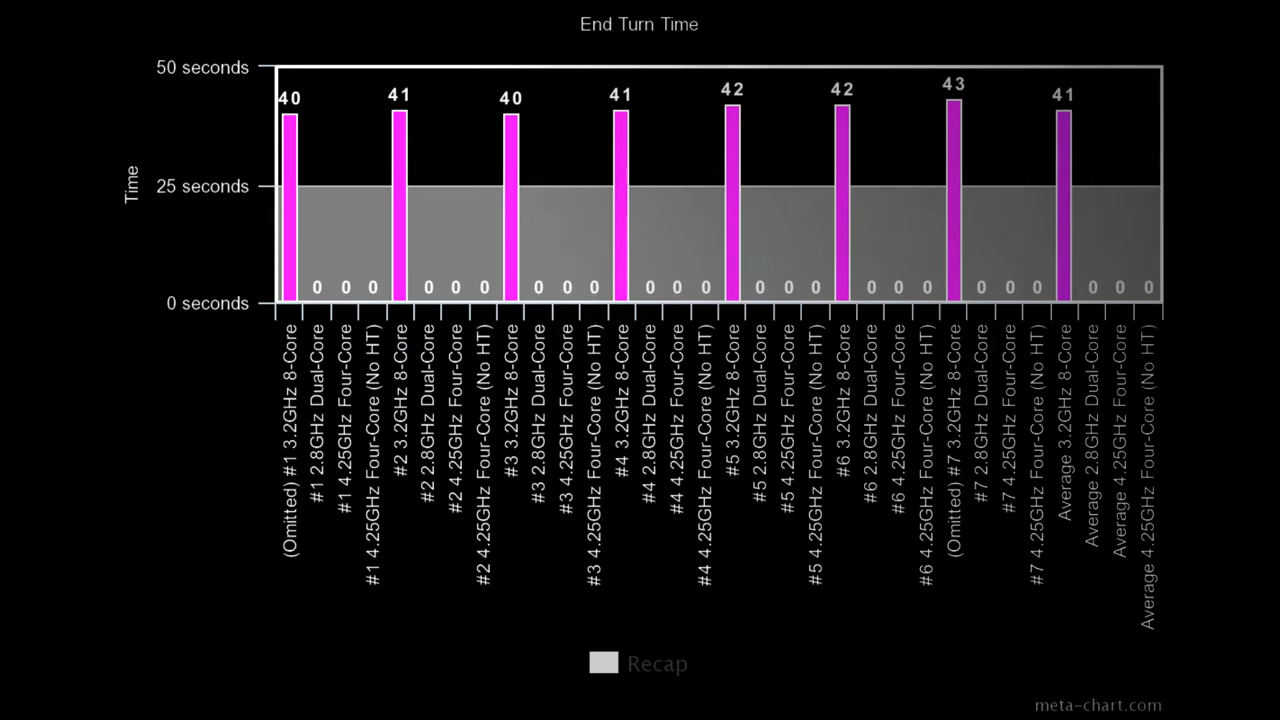 End Turn Time
50 seconds
25 seconds
0 seconds
Time
40
0
0
0
41
0
0
0
40
0
0
0
41
0
0
0
42
0
0
0
42
0
0
0
43
0
0
0
41
0
0
0
(Omitted) #1 3.2GHz 8-Core
#1 2.8GHz Dual-Core
#1 4.25GHz Four-Core
#1 4.25GHz Four-Core (No HT)
#2 3.2GHz 8-Core
#2 2.8GHz Dual-Core
#2 4.25GHz Four-Core
#2 4.25GHz Four-Core (No HT)
#3 3.2GHz 8-Core
#3 2.8GHz Dual-Core
#3 4.25GHz Four-Core
#3 4.25GHz Four-Core (No HT)
#4 3.2GHz 8-Core
#4 2.8GHz Dual-Core
#4 4.25GHz Four-Core
#4 4.25GHz Four-Core (No HT)
#5 3.2GHz 8-Core
#5 2.8GHz Dual-Core
#5 4.25GHz Four-Core
#5 4.25GHz Four-Core (No HT)
#6 3.2GHz 8-Core
#6 2.8GHz Dual-Core
#6 4.25GHz Four-Core
#6 4.25GHz Four-Core (No HT)
(Omitted) #7 3.2GHz 8-Core
#7 2.8GHz Dual-Core
#7 4.25GHz Four-Core
#7 4.25GHz Four-Core (No HT)
Average 3.2GHz 8-Core
Average 2.8GHz Dual-Core
Average 4.25GHz Four-Core
Average 4.25GHz Four-Core (No HT)
Recap
meta-chart.com